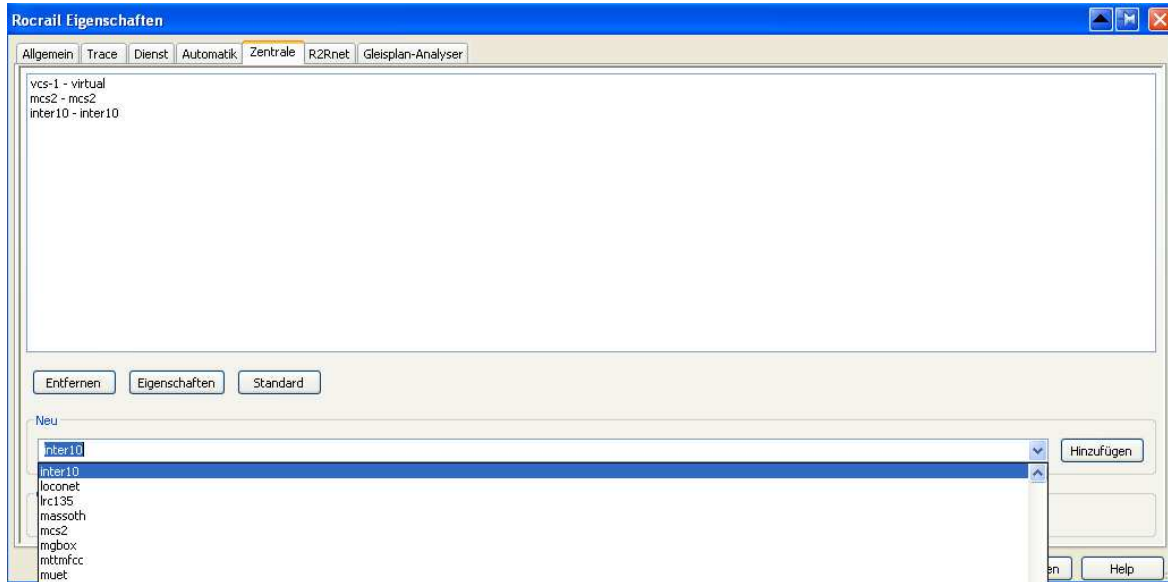 Rocrail Eigenschaften
Allgemein Trace Dienst Automatik Zentrale R2Rnet Gleisplan-Analyser
vcs-1 - virtual
mcs2 - mcs2
inter10 - inter10
Entfernen Eigenschaften Standard
Neu
inter10 Hinzufügen
inter10
loconet
lrc135
massoth
mcs2
mgbox
mttmfcc
muet
Help